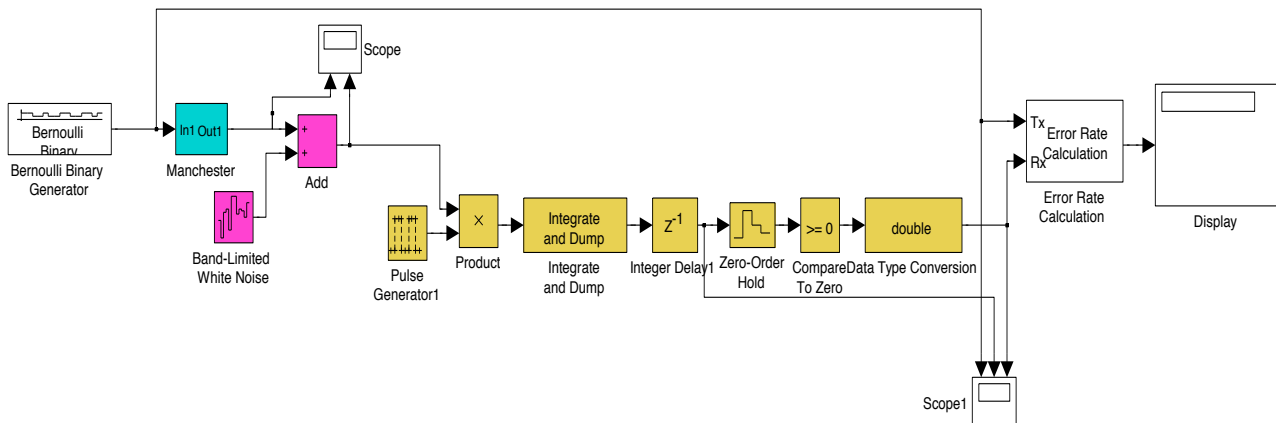 Scope
Bernoulli
Binary
Bernoulli Binary
Generator
In1 Out1
Manchester
+
+
Add
Band-Limited
White Noise
Pulse
Generator1
X
Product
Integrate
and Dump
Integrate
and Dump
Z-1
Integer Delay1
Zero-Order
Hold
>= 0
Compare
To Zero
double
Data Type Conversion
Tx
Rx
Error Rate
Calculation
Error Rate
Calculation
Display
Scope1